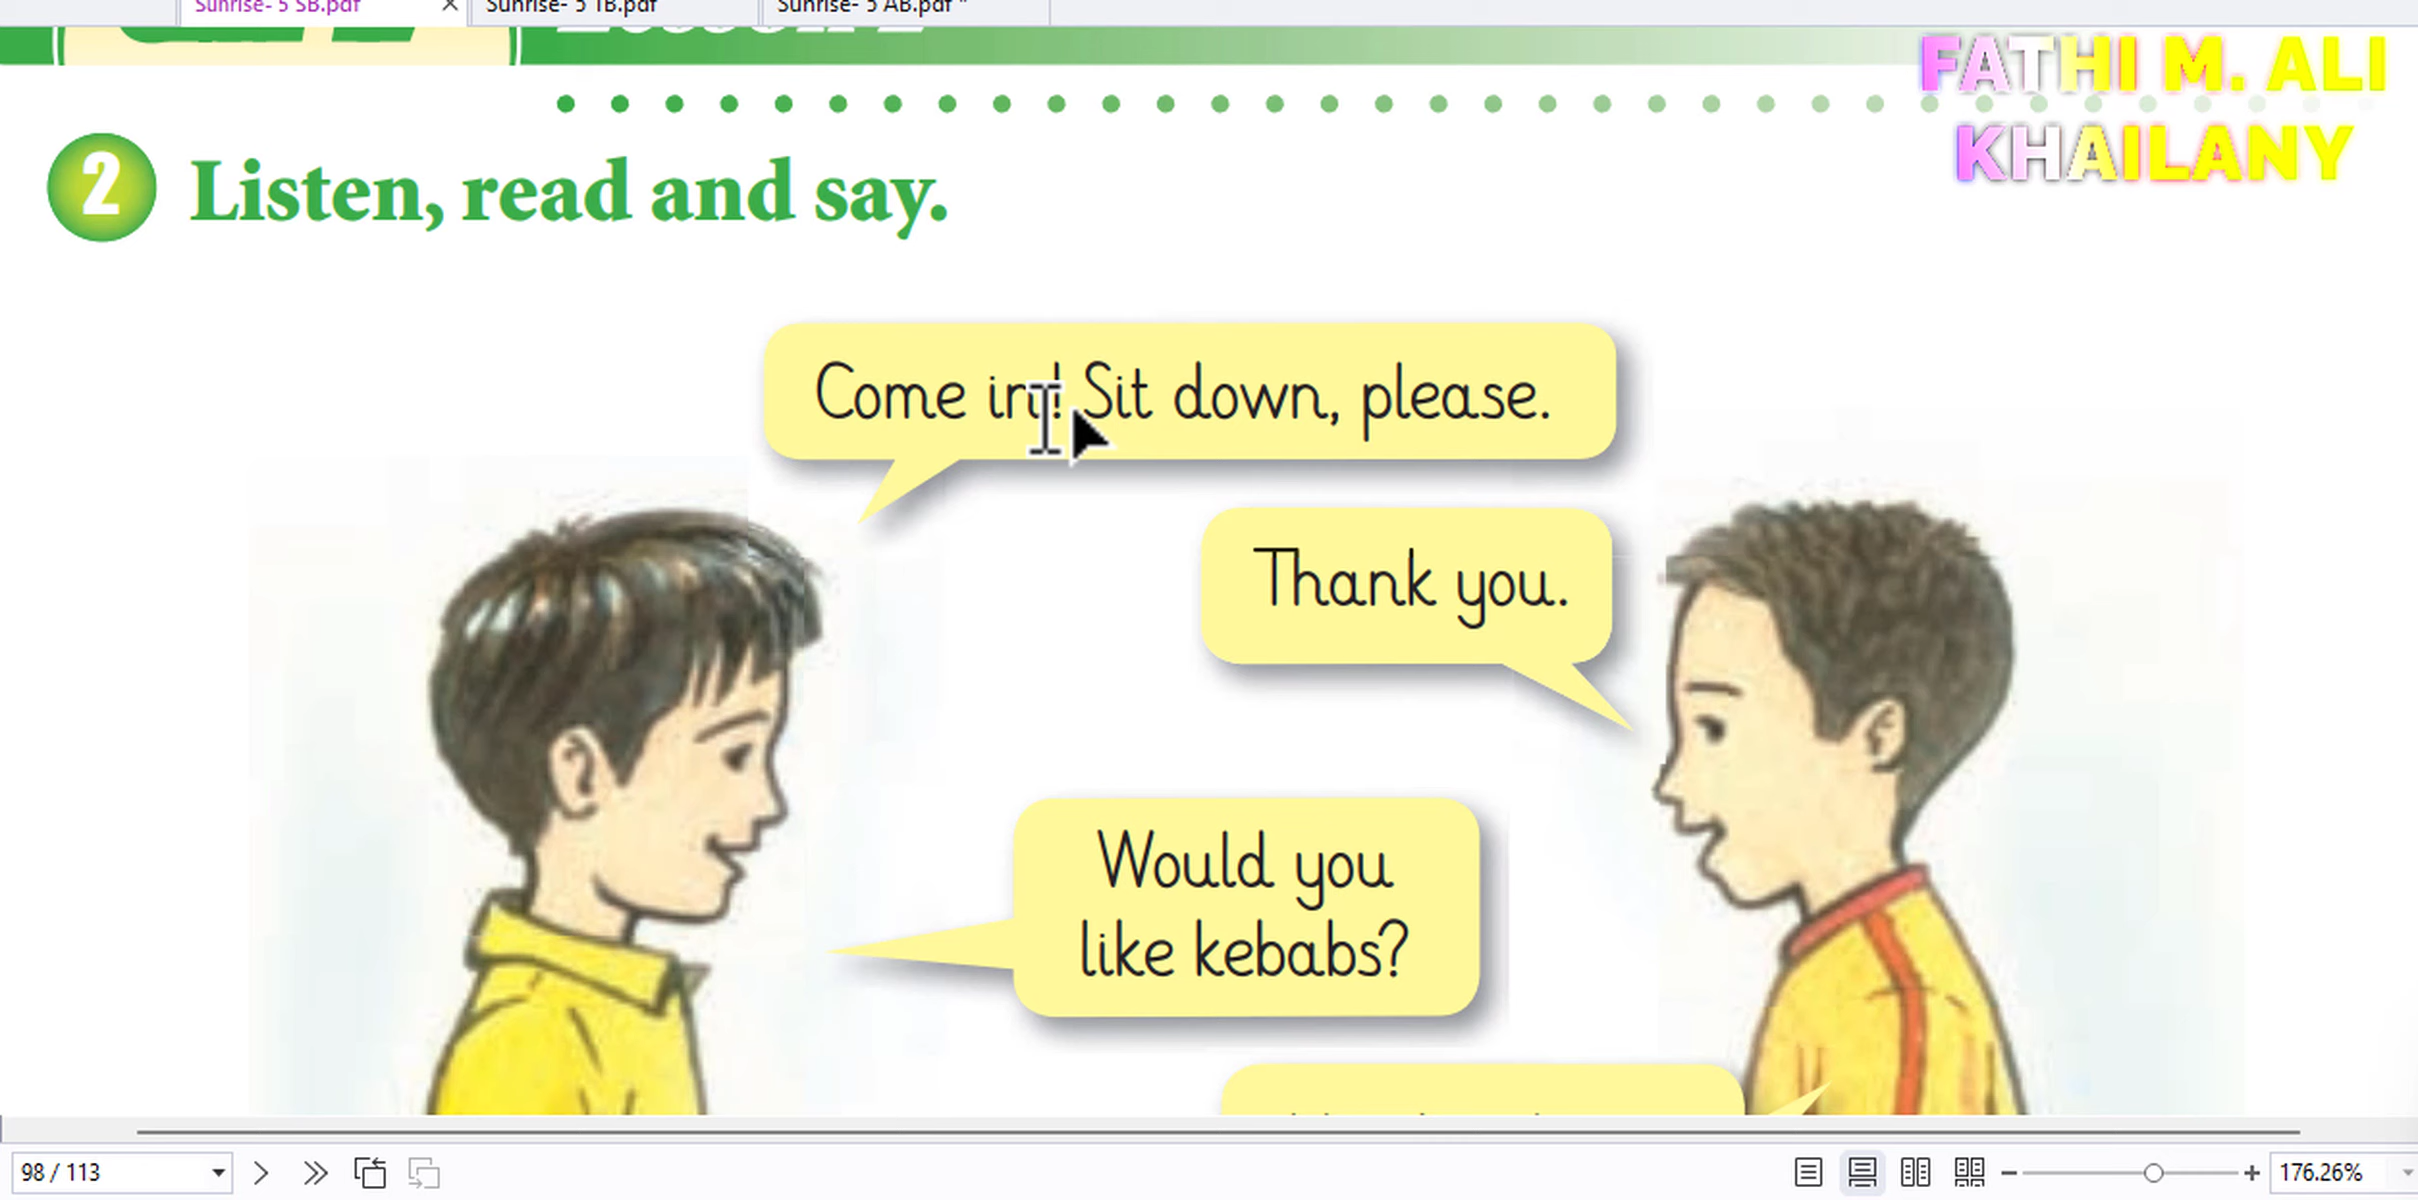 Sunrise- 5 SB.pdf
Sunrise- 5 TB.pdf
Sunrise- 5 AB.pdf *
FATHI M. ALI
KHAILANY
2 Listen, read and say.
Come in! Sit down, please.
Thank you.
Would you
like kebabs?
98 / 113
176.26%